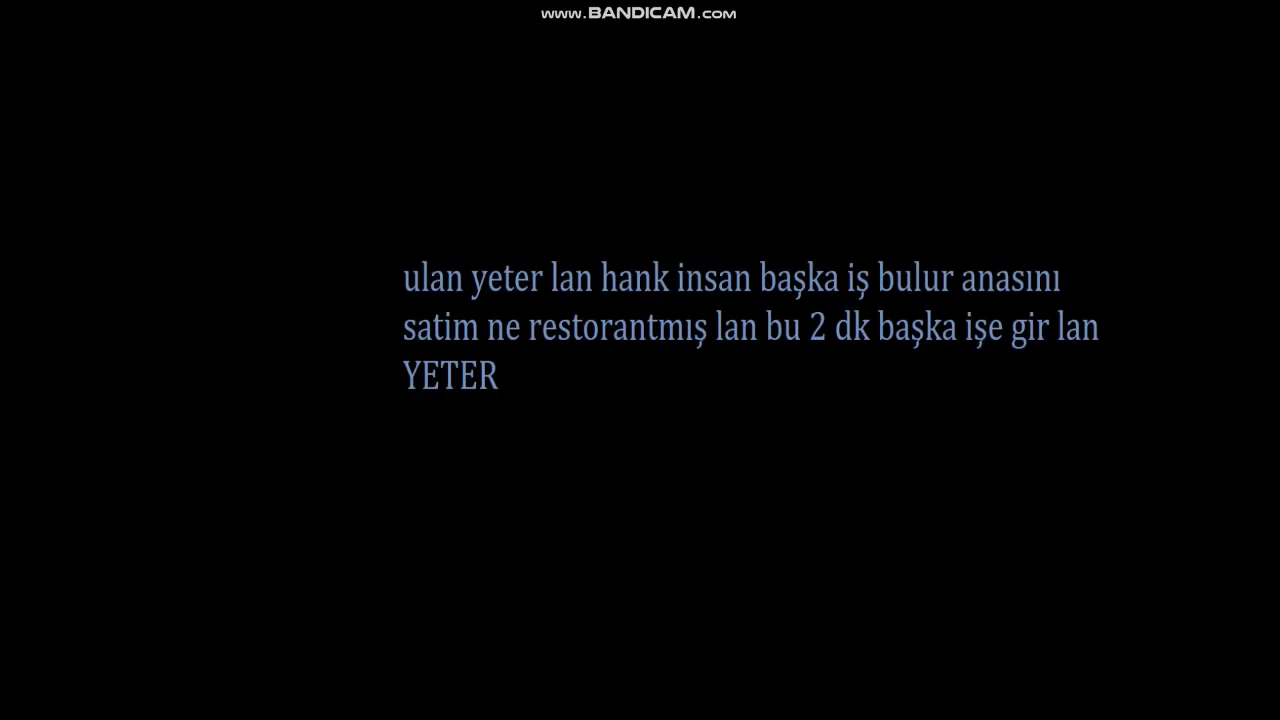 www.BANDICAM.com
ulan yeter lan hank insan başka iş bulur anasını
satim ne restorantmış lan bu 2 dk başka işe gir lan
YETER